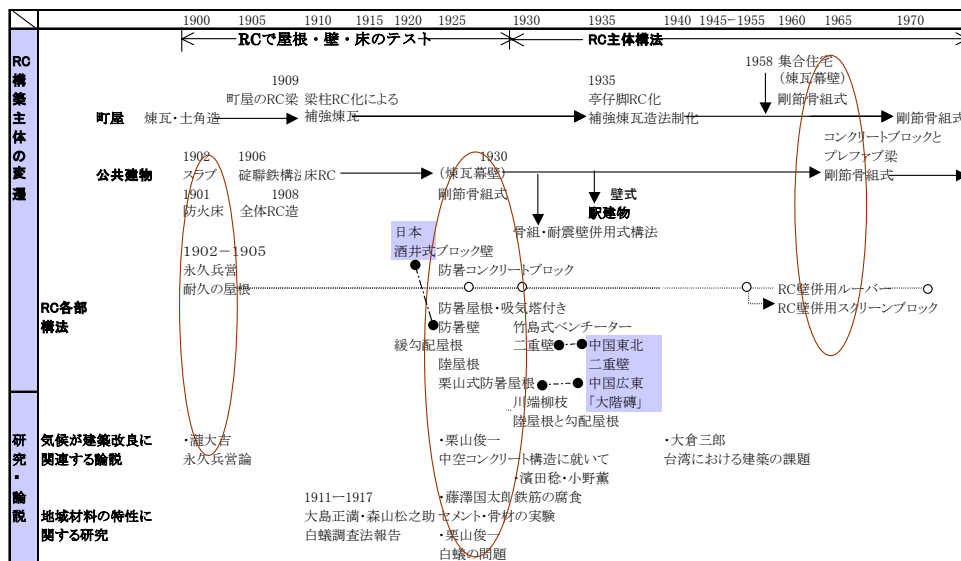 1900 1905 1910 1915 1920 1925 1930 1935 1940 1945− 1955 1960 1965 1970
RC構築主体の変遷
RCで屋根・壁・床のテスト
RC主体構法
町屋
煉瓦・土角造
1909
町屋のRC梁
梁柱RC化による
補強煉瓦
1935
亭仔脚RC化
補強煉瓦造法制化
1958 集合住宅
(煉瓦幕壁)
剛節骨組式
剛節骨組式
公共建物
1902
スラブ
1901
防火床
1906
碇聯鉄構法
床RC
1908
全体RC造
1930
(煉瓦幕壁)
剛節骨組式
壁式
駅建物
骨組・耐震壁併用式構法
コンクリートブロックと
プレファブ梁
剛節骨組式
RC各部
構法
1902−1905
永久兵営
耐久の屋根
日本
酒井式ブロック壁
防暑コンクリートブロック
RC壁併用ルーバー
RC壁併用スクリーンブロック
防暑屋根・吸気塔付き
防暑壁
緩勾配屋根
陸屋根
栗山式防暑屋根
竹島式ベンチーター
二重壁
中国東北
二重壁
中国広東
「大階磚」
川端柳枝
陸屋根と勾配屋根
研究・論説
気候が建築改良に
関連する論説
・瀧大吉
永久兵営論
・栗山俊一
中空コンクリート構造に就いて
・濱田稔・小野薫
・大倉三郎
台湾における建築の課題
地域材料の特性に
関する研究
1911ー1917
大島正満・森山松之助
白蟻調査法報告
・藤澤国太郎 鉄筋の腐食
セメント・骨材の実験
・栗山俊一
白蟻の問題